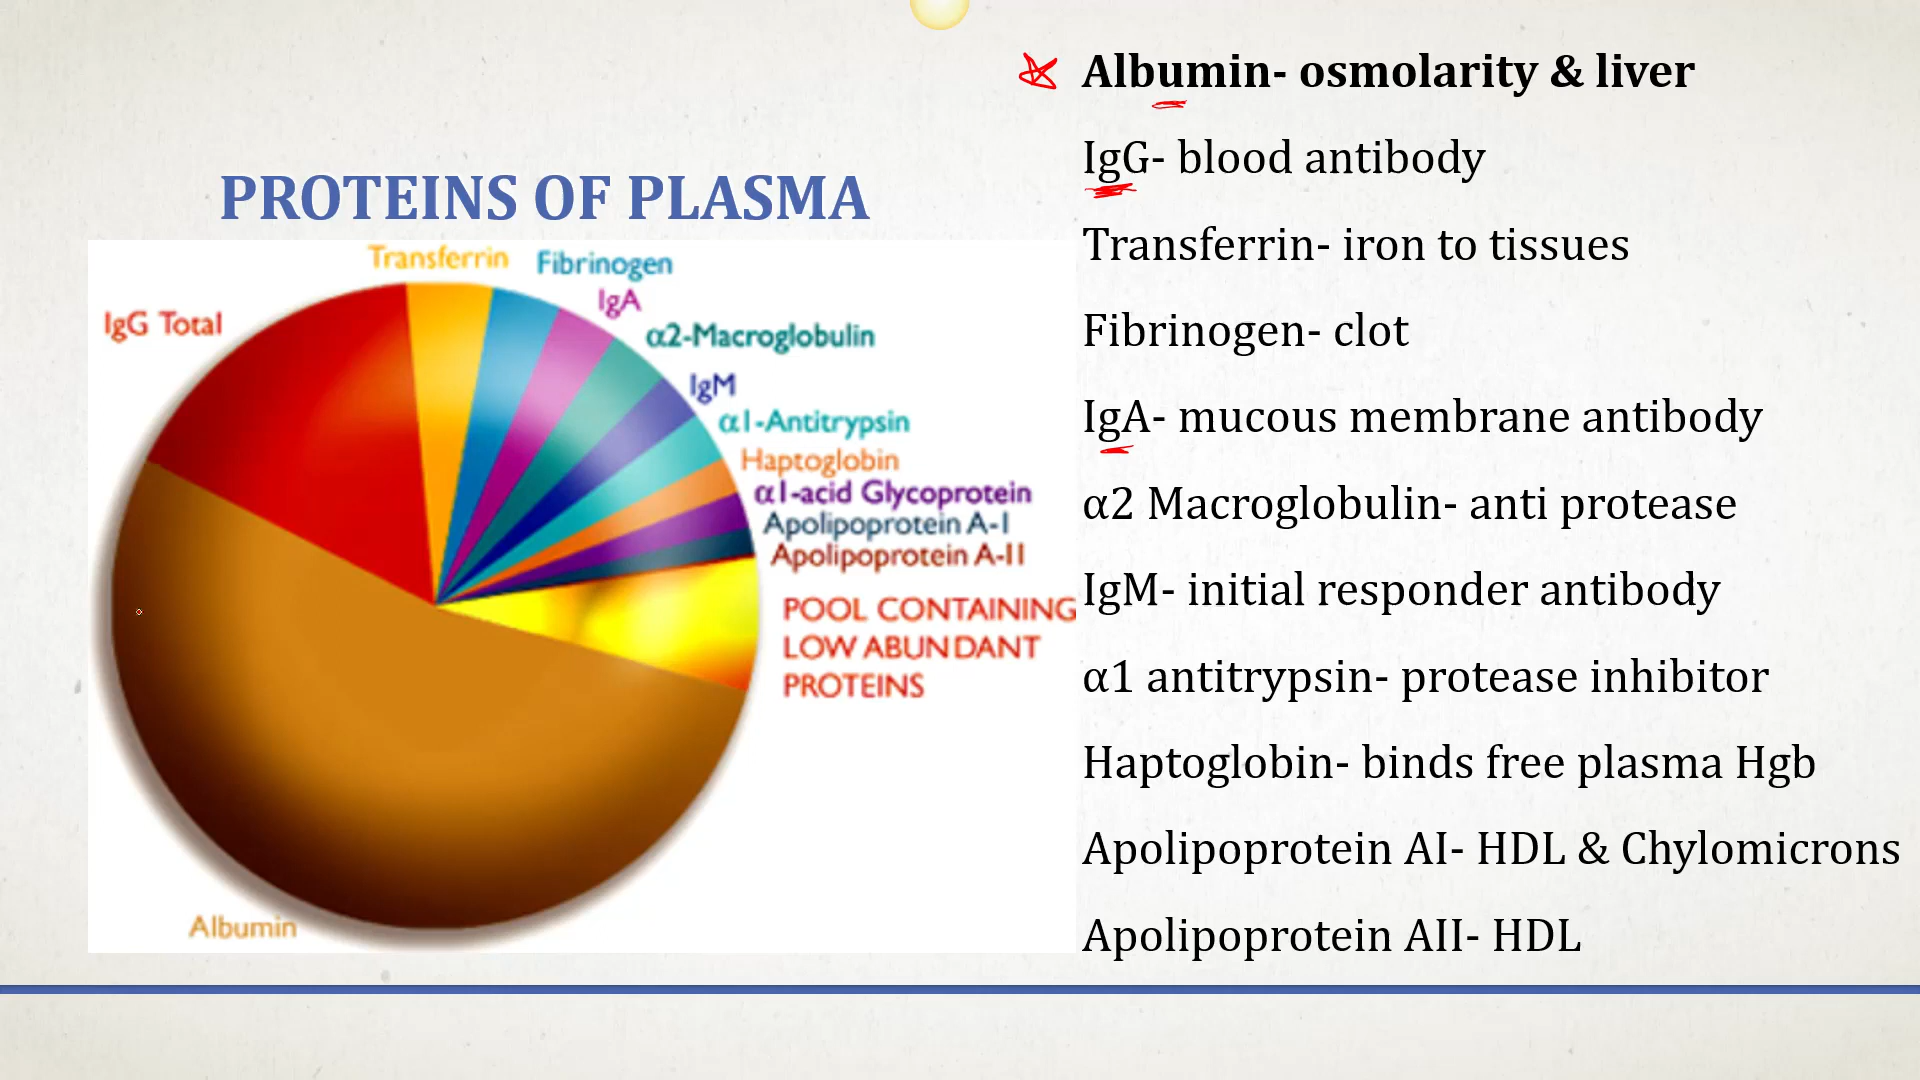 PROTEINS OF PLASMA
Transferrin
Fibrinogen
IgA
IgG Total
α2-Macroglobulin
IgM
α1-Antitrypsin
Haptoglobin
α1-acid Glycoprotein
Apolipoprotein A-I
Apolipoprotein A-II
POOL CONTAINING
LOW ABUNDANT
PROTEINS
Albumin
Albumin- osmolarity & liver
IgG- blood antibody
Transferrin- iron to tissues
Fibrinogen- clot
IgA- mucous membrane antibody
α2 Macroglobulin- anti protease
IgM- initial responder antibody
α1 antitrypsin- protease inhibitor
Haptoglobin- binds free plasma Hgb
Apolipoprotein AI- HDL & Chylomicrons
Apolipoprotein AII- HDL